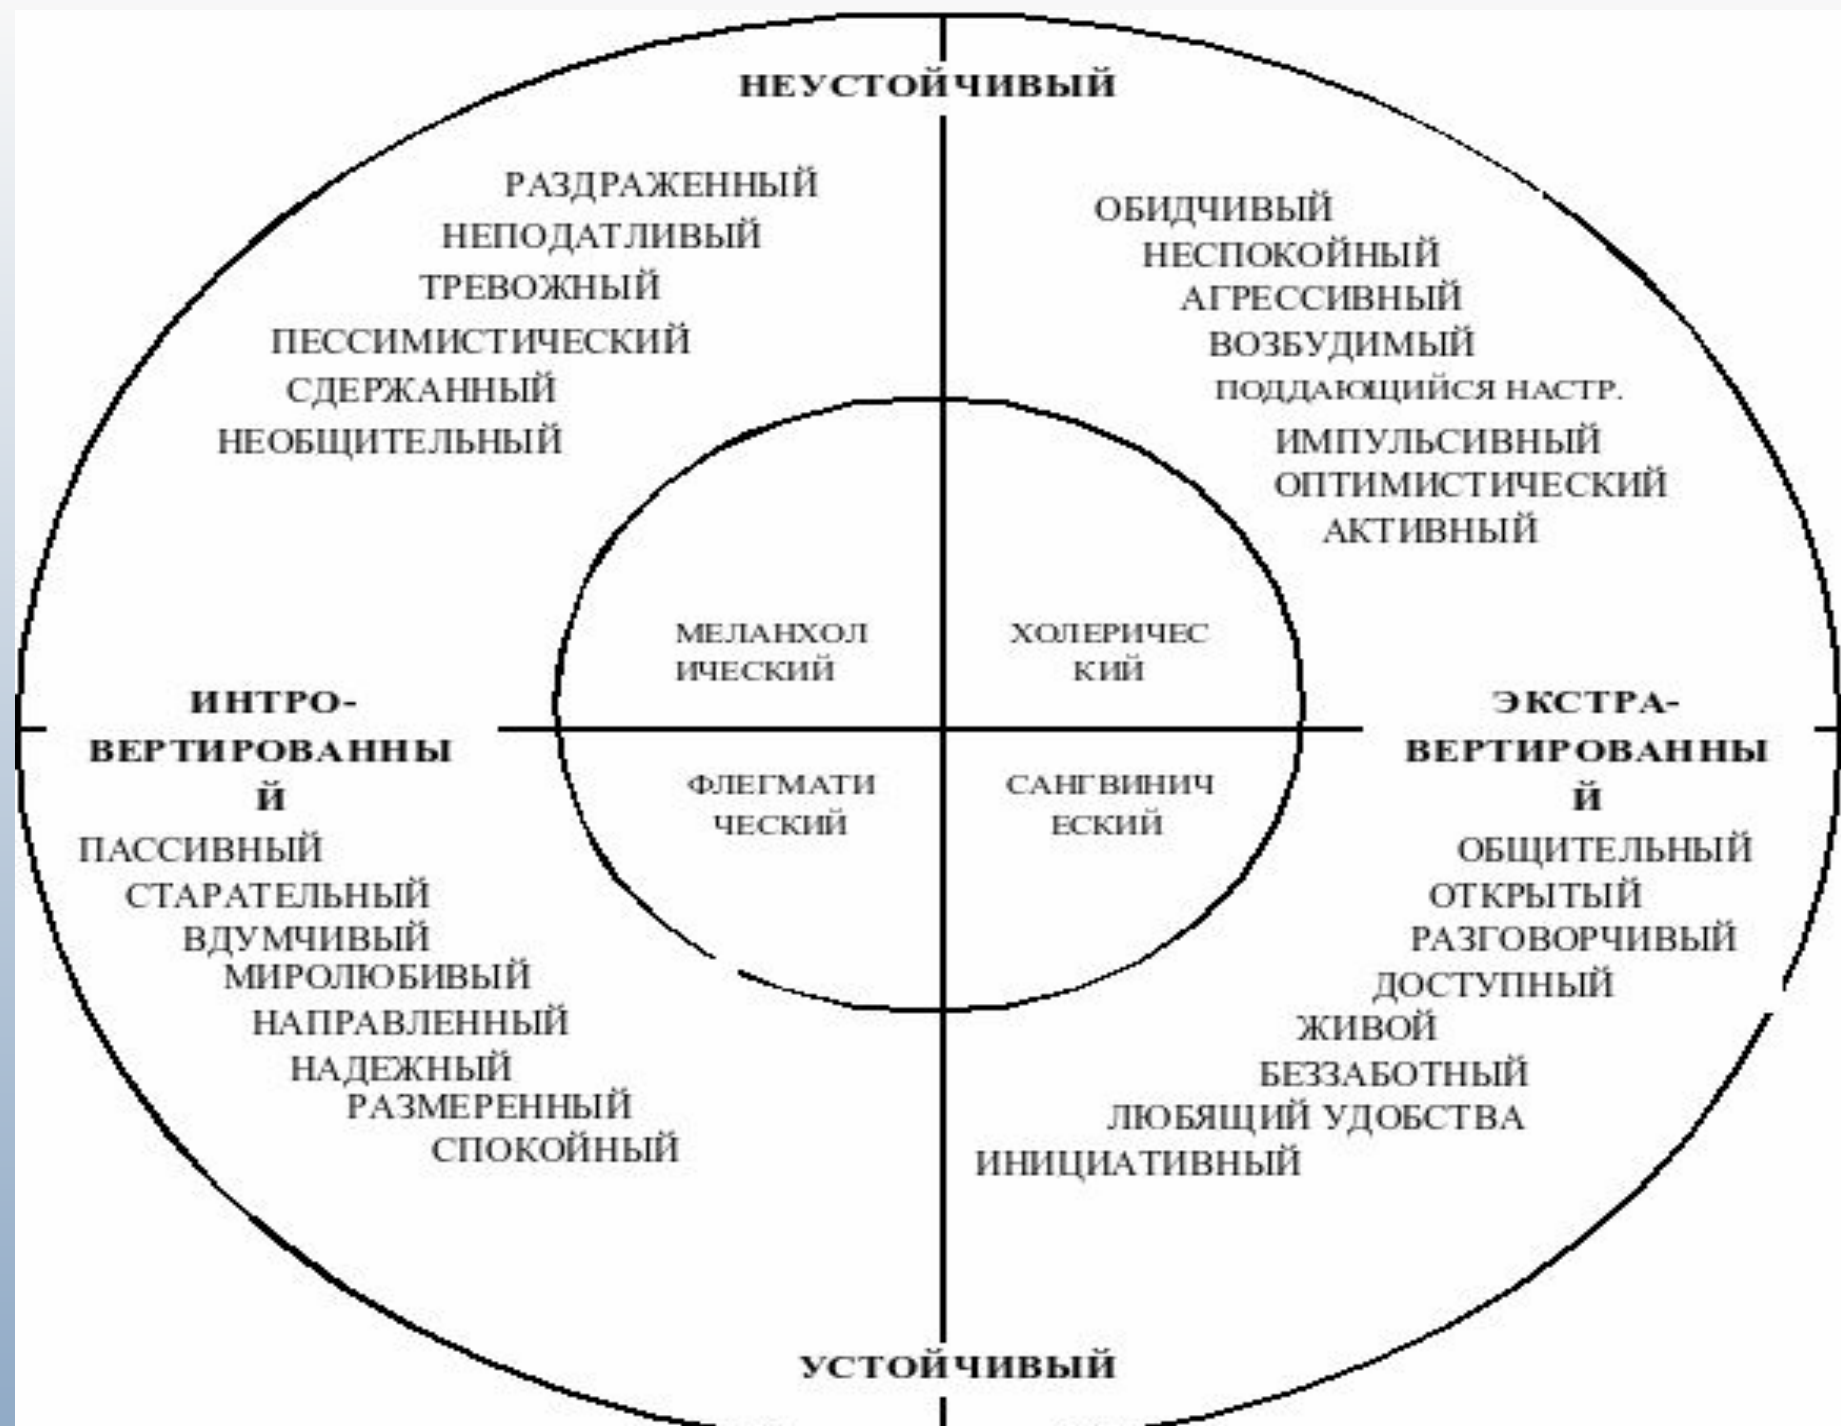 НЕУСТОЙЧИВЫЙ
РАЗДРАЖЕННЫЙ
НЕПОДАТЛИВЫЙ
ТРЕВОЖНЫЙ
ПЕССИМИСТИЧЕСКИЙ
СДЕРЖАННЫЙ
НЕОБЩИТЕЛЬНЫЙ
ОБИДЧИВЫЙ
НЕСПОКОЙНЫЙ
АГРЕССИВНЫЙ
ВОЗБУДИМЫЙ
ПОДДАЮЩИЙСЯ НАСТР.
ИМПУЛЬСИВНЫЙ
ОПТИМИСТИЧЕСКИЙ
АКТИВНЫЙ
МЕЛАНХОЛ
ИЧЕСКИЙ
ХОЛЕРИЧЕС
КИЙ
ИНТРО-
ВЕРТИРОВАННЫ
Й
ЭКСТРА-
ВЕРТИРОВАННЫ
Й
ФЛЕГМАТИ
ЧЕСКИЙ
САНГВИНИЧ
ЕСКИЙ
ПАССИВНЫЙ
СТАРАТЕЛЬНЫЙ
ВДУМЧИВЫЙ
МИРОЛЮБИВЫЙ
НАПРАВЛЕННЫЙ
НАДЕЖНЫЙ
РАЗМЕРЕННЫЙ
СПОКОЙНЫЙ
ОБЩИТЕЛЬНЫЙ
ОТКРЫТЫЙ
РАЗГОВОРЧИВЫЙ
ДОСТУПНЫЙ
ЖИВОЙ
БЕЗЗАБОТНЫЙ
ЛЮБЯЩИЙ УДОБСТВА
ИНИЦИАТИВНЫЙ
УСТОЙЧИВЫЙ